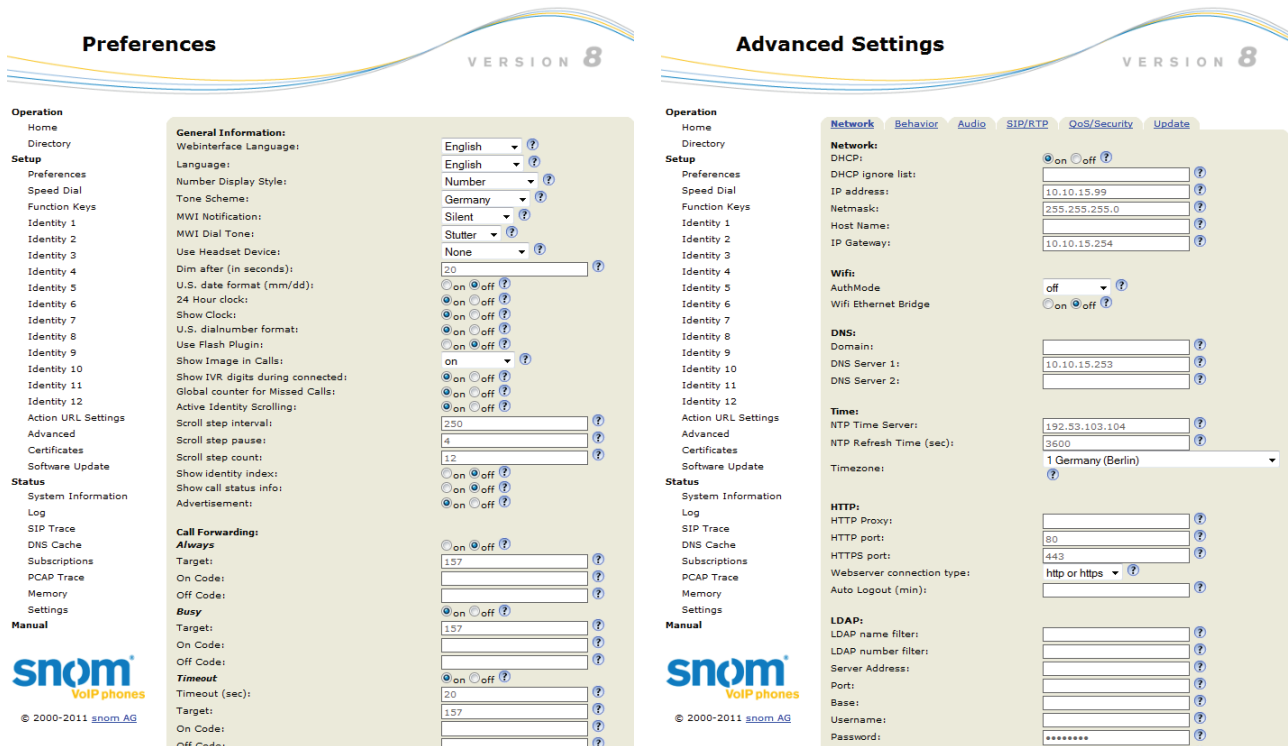 Preferences
VERSION 8
Operation
Home
Directory
Setup
Preferences
Speed Dial
Function Keys
Identity 1
Identity 2
Identity 3
Identity 4
Identity 5
Identity 6
Identity 7
Identity 8
Identity 9
Identity 10
Identity 11
Identity 12
Action URL Settings
Advanced
Certificates
Software Update
Status
System Information
Log
SIP Trace
DNS Cache
Subscriptions
PCAP Trace
Memory
Settings
Manual
snom
VoIP phones
© 2000-2011 snom AG
General Information:
Webinterface Language: English ?
Language: English ?
Number Display Style: Number ?
Tone Scheme: Germany ?
MWI Notification: Silent ?
MWI Dial Tone: Stutter ?
Use Headset Device: None ?
Dim after (in seconds): 20 ?
U.S. date format (mm/dd): on off ?
24 Hour clock: on off ?
Show Clock: on off ?
U.S. dialnumber format: on off ?
Use Flash Plugin: on off ?
Show Image in Calls: on ?
Show IVR digits during connected: on off ?
Global counter for Missed Calls: on off ?
Active Identity Scrolling: on off ?
Scroll step interval: 250 ?
Scroll step pause: 4 ?
Scroll step count: 12 ?
Show identity index: on off ?
Show call status info: on off ?
Advertisement: on off ?
Call Forwarding:
Always on off ?
Target: 157 ?
On Code: ?
Off Code: ?
Busy on off ?
Target: 157 ?
On Code: ?
Off Code: ?
Timeout on off ?
Timeout (sec): 20 ?
Target: 157 ?
On Code: ?
Off Code: ?
Advanced Settings
VERSION 8
Operation
Home
Directory
Setup
Preferences
Speed Dial
Function Keys
Identity 1
Identity 2
Identity 3
Identity 4
Identity 5
Identity 6
Identity 7
Identity 8
Identity 9
Identity 10
Identity 11
Identity 12
Action URL Settings
Advanced
Certificates
Software Update
Status
System Information
Log
SIP Trace
DNS Cache
Subscriptions
PCAP Trace
Memory
Settings
Manual
snom
VoIP phones
© 2000-2011 snom AG
Network Behavior Audio SIP/RTP QoS/Security Update
Network:
DHCP: on off ?
DHCP ignore list: ?
IP address: 10.10.15.99 ?
Netmask: 255.255.255.0 ?
Host Name: ?
IP Gateway: 10.10.15.254 ?
Wifi:
AuthMode off ?
Wifi Ethernet Bridge on off ?
DNS:
Domain: ?
DNS Server 1: 10.10.15.253 ?
DNS Server 2: ?
Time:
NTP Time Server: 192.53.103.104 ?
NTP Refresh Time (sec): 3600 ?
Timezone: 1 Germany (Berlin)
?
HTTP:
HTTP Proxy: ?
HTTP port: 80 ?
HTTPS port: 443 ?
Webserver connection type: http or https ?
Auto Logout (min): ?
LDAP:
LDAP name filter: ?
LDAP number filter: ?
Server Address: ?
Port: ?
Base: ?
Username: ?
Password: •••••••• ?